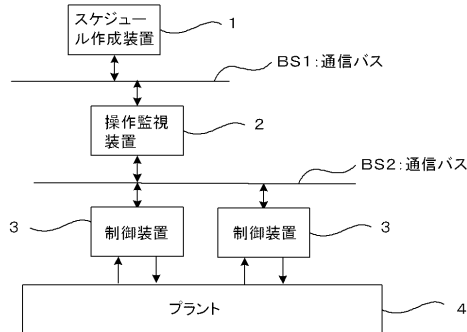 スケジュー
ル作成装置
1
BS1:通信バス
操作監視
装置
2
BS2:通信バス
3
制御装置
制御装置
3
プラント
4